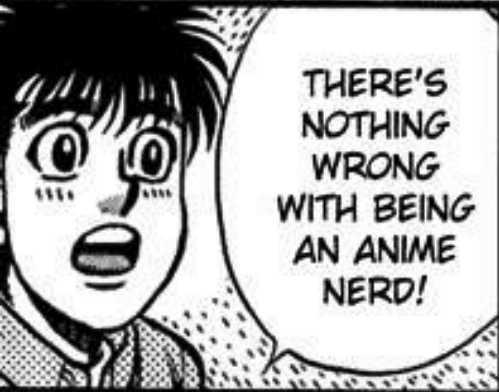 THERE'S
NOTHING
WRONG
WITH BEING
AN ANIME
NERD!